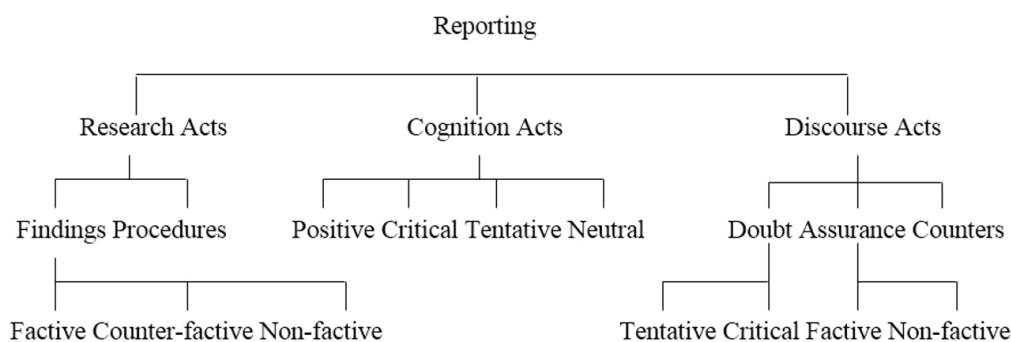 Reporting
Research Acts Cognition Acts Discourse Acts
Findings Procedures Positive Critical Tentative Neutral Doubt Assurance Counters
Factive Counter-factive Non-factive Tentative Critical Factive Non-factive